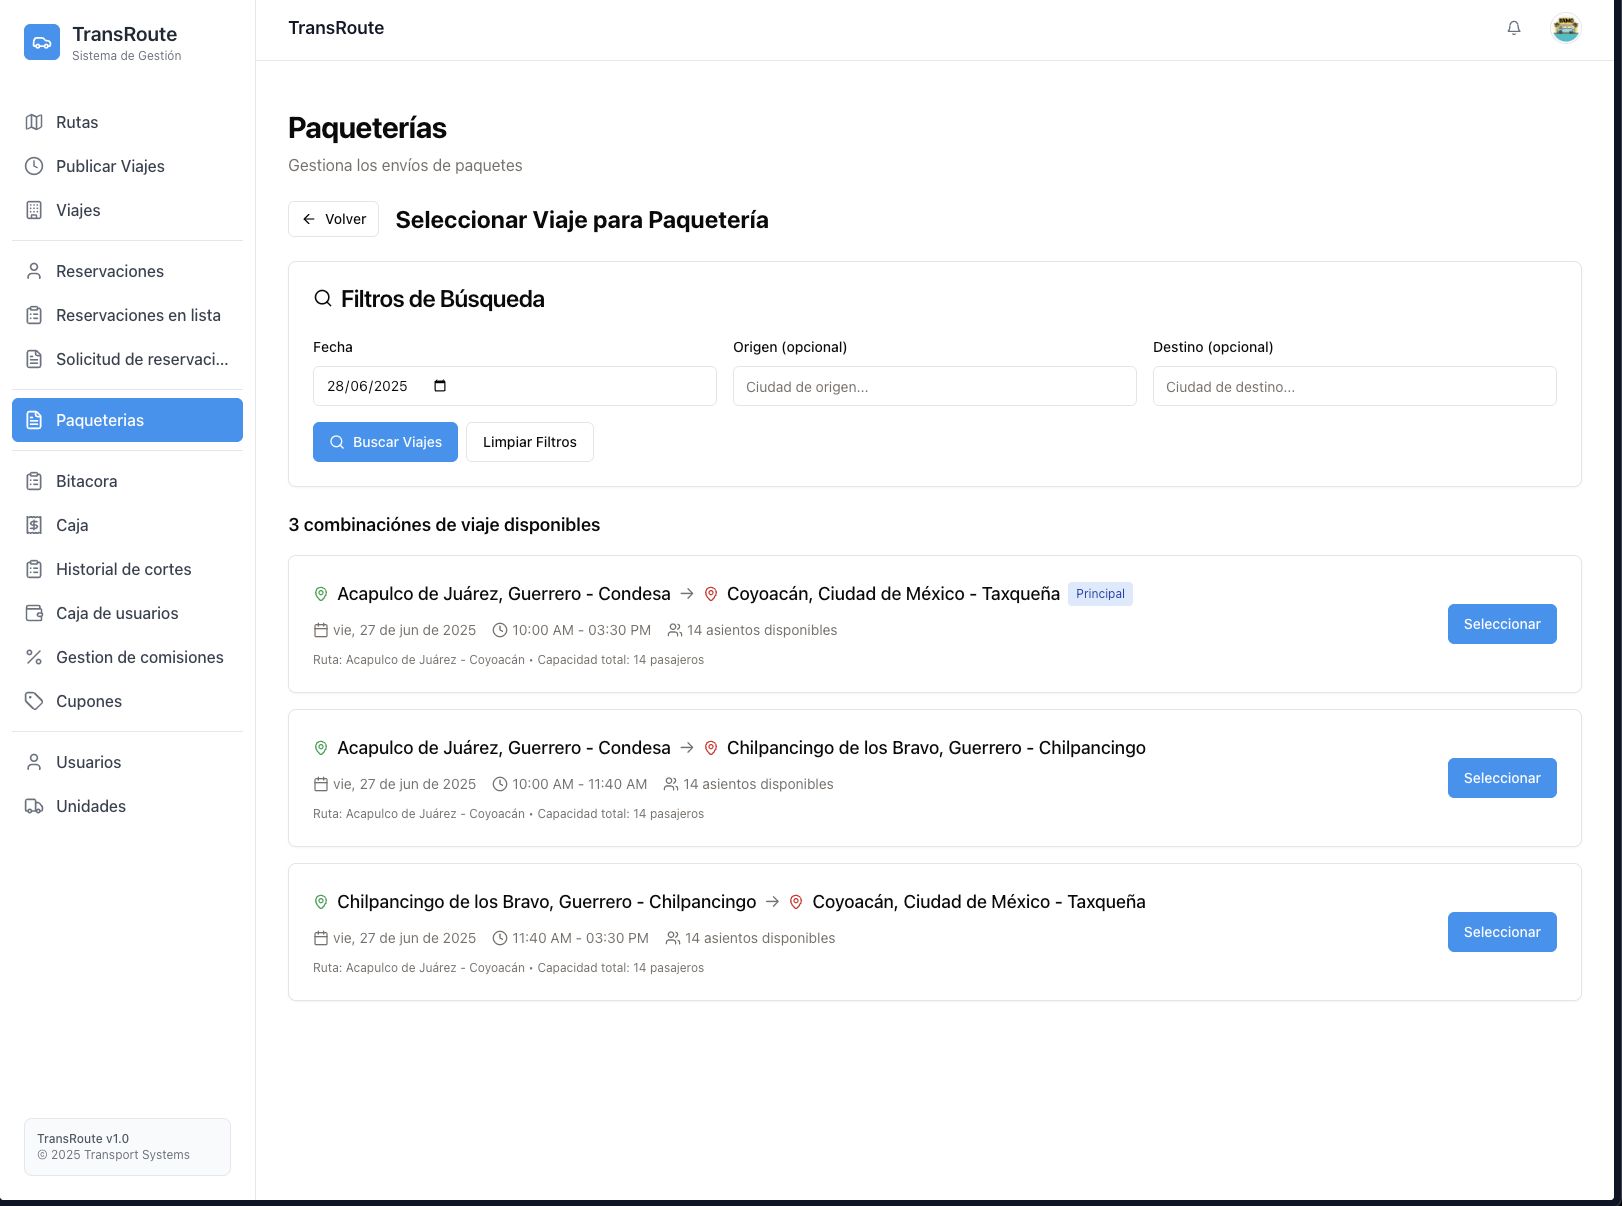 TransRoute
Sistema de Gestión
Rutas
Publicar Viajes
Viajes
Reservaciones
Reservaciones en lista
Solicitud de reservaci...
Paqueterias
Bitacora
Caja
Historial de cortes
Caja de usuarios
Gestion de comisiones
Cupones
Usuarios
Unidades
TransRoute v1.0
© 2025 Transport Systems
TransRoute
Paqueterías
Gestiona los envíos de paquetes
Volver
Seleccionar Viaje para Paquetería
Filtros de Búsqueda
Fecha
28/06/2025
Origen (opcional)
Ciudad de origen...
Destino (opcional)
Ciudad de destino...
Buscar Viajes
Limpiar Filtros
3 combinaciónes de viaje disponibles
Acapulco de Juárez, Guerrero - Condesa → Coyoacán, Ciudad de México - Taxqueña Principal
vie, 27 de jun de 2025 10:00 AM - 03:30 PM 14 asientos disponibles
Ruta: Acapulco de Juárez - Coyoacán • Capacidad total: 14 pasajeros
Seleccionar
Acapulco de Juárez, Guerrero - Condesa → Chilpancingo de los Bravo, Guerrero - Chilpancingo
vie, 27 de jun de 2025 10:00 AM - 11:40 AM 14 asientos disponibles
Ruta: Acapulco de Juárez - Coyoacán • Capacidad total: 14 pasajeros
Seleccionar
Chilpancingo de los Bravo, Guerrero - Chilpancingo → Coyoacán, Ciudad de México - Taxqueña
vie, 27 de jun de 2025 11:40 AM - 03:30 PM 14 asientos disponibles
Ruta: Acapulco de Juárez - Coyoacán • Capacidad total: 14 pasajeros
Seleccionar